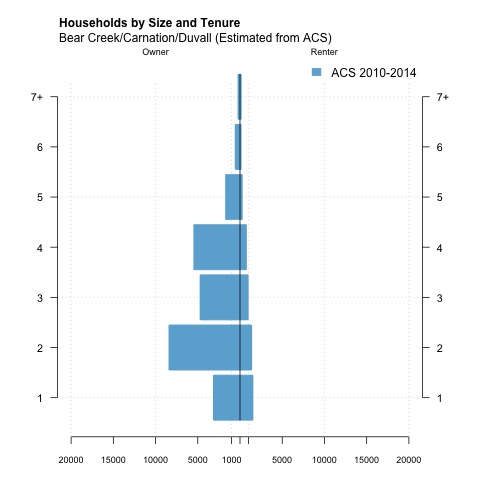 Households by Size and Tenure
Bear Creek/Carnation/Duvall (Estimated from ACS)
Owner Renter
ACS 2010-2014
7+ 7+
6 6
5 5
4 4
3 3
2 2
1 1
20000 15000 10000 5000 1000 5000 10000 15000 20000